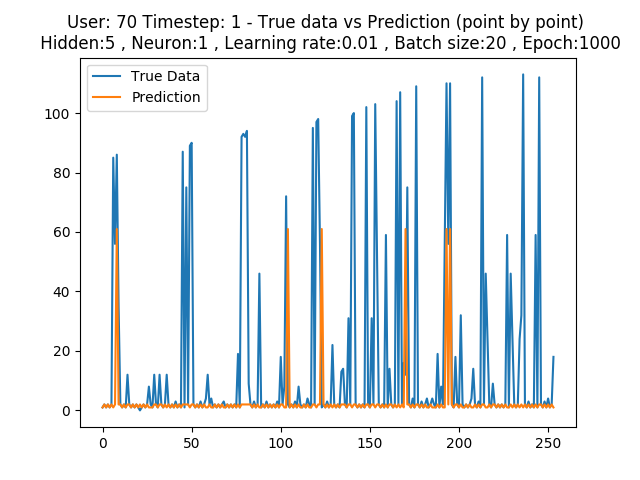 User: 70 Timestep: 1 - True data vs Prediction (point by point)
Hidden:5 , Neuron:1 , Learning rate:0.01 , Batch size:20 , Epoch:1000
True Data
Prediction
100
80
60
40
20
0
0 50 100 150 200 250